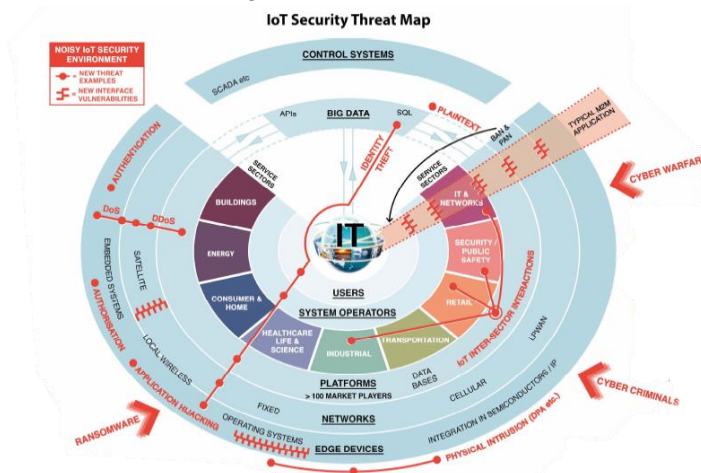 IoT Security Threat Map
NOISY IoT SECURITY
ENVIRONMENT
= NEW THREAT
EXAMPLES
= NEW INTERFACE
VULNERABILITIES
CONTROL SYSTEMS
SCADA etc
APIs
BIG DATA
SQL
PLAINTEXT
BAN &
PAN
TYPICAL M2M
APPLICATION
IDENTITY
THEFT
AUTHENTICATION
SERVICE
SECTORS
SERVICE
SECTORS
CYBER WARFARE
BUILDINGS
IT &
NETWORKS
DoS
DDoS
IT
ENERGY
SECURITY /
PUBLIC
SAFETY
EMBEDDED SYSTEMS
SATELLITE
USERS
CONSUMER &
HOME
RETAIL
SYSTEM OPERATORS
IoT INTER-SECTOR INTERACTIONS
AUTHORISATION
HEALTHCARE
LIFE &
SCIENCE
INDUSTRIAL
TRANSPORTATION
LPWAN
LOCAL WIRELESS
PLATFORMS
> 100 MARKET PLAYERS
DATA
BASES
CELLULAR
APPLICATION HIJACKING
FIXED
NETWORKS
INTEGRATION IN SEMICONDUCTORS / IP
CYBER CRIMINALS
RANSOMWARE
OPERATING SYSTEMS
EDGE DEVICES
PHYSICAL INTRUSION (DPA etc.)